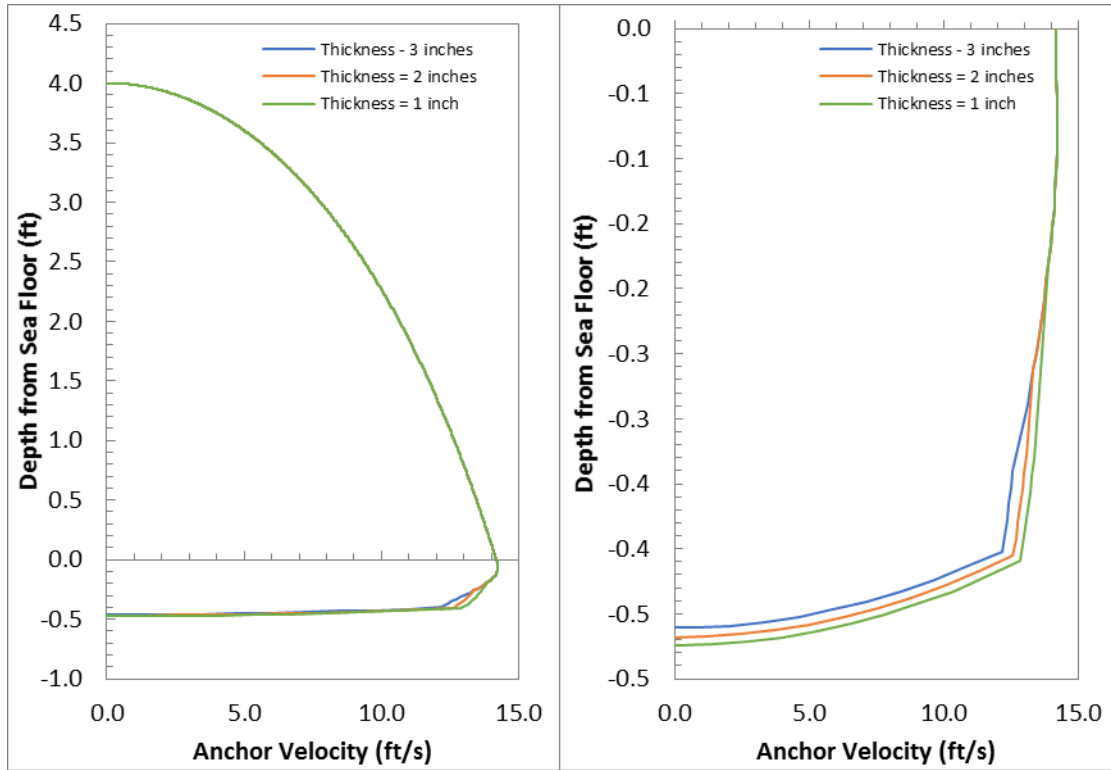 Thickness - 3 inches
Thickness = 2 inches
Thickness = 1 inch
4.5
4.0
3.5
3.0
2.5
2.0
1.5
1.0
0.5
0.0
-0.5
-1.0
Depth from Sea Floor (ft)
0.0 5.0 10.0 15.0
Anchor Velocity (ft/s)
Thickness - 3 inches
Thickness = 2 inches
Thickness = 1 inch
0.0
-0.1
-0.1
-0.2
-0.2
-0.3
-0.3
-0.4
-0.4
-0.5
-0.5
Depth from Sea Floor (ft)
0.0 5.0 10.0 15.0
Anchor Velocity (ft/s)